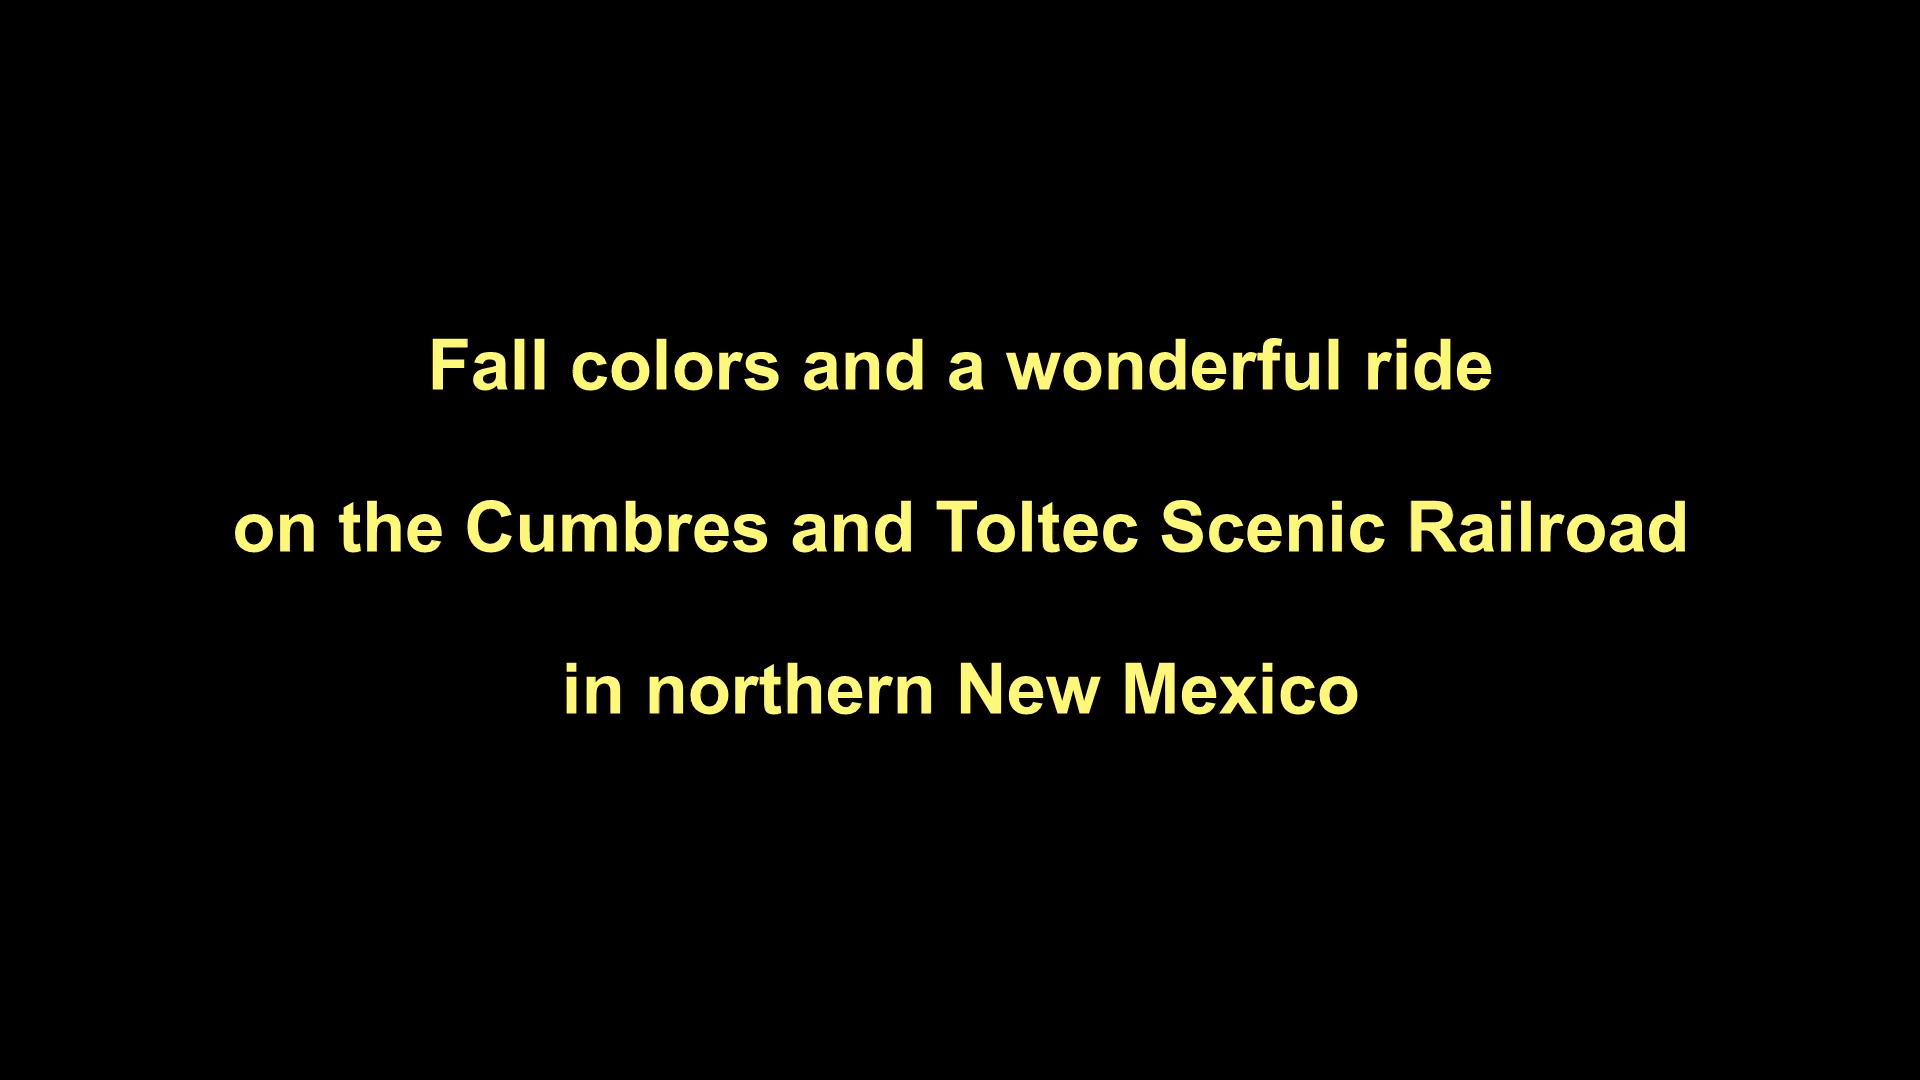 Fall colors and a wonderful ride
on the Cumbres and Toltec Scenic Railroad
in northern New Mexico